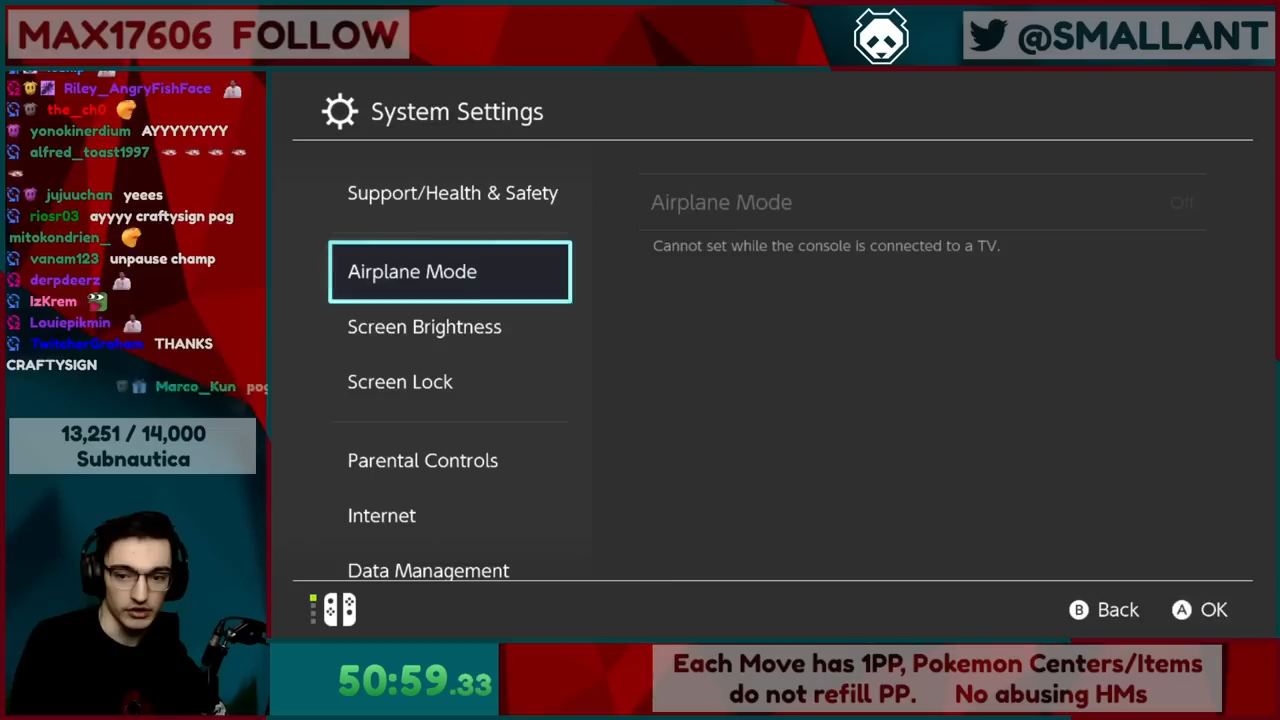 MAX17606 FOLLOW
@SMALLANT
Riley_AngryFishFace
the_ch0
yonokinerdium AYYYYYYYY
alfred_toast1997
jujuuchan yeees
riosr03 ayyyy craftysign pog
mitokondrien_
vanam123 unpause champ
derpdeerz
IzKrem
Louiepikmin
TwitcherGraham THANKS
CRAFTYSIGN
Marco_Kun pog
13,251 / 14,000
Subnautica
System Settings
Support/Health & Safety
Airplane Mode
Screen Brightness
Screen Lock
Parental Controls
Internet
Data Management
Airplane Mode Off
Cannot set while the console is connected to a TV.
B Back A OK
50:59.33
Each Move has 1PP, Pokemon Centers/Items
do not refill PP. No abusing HMs